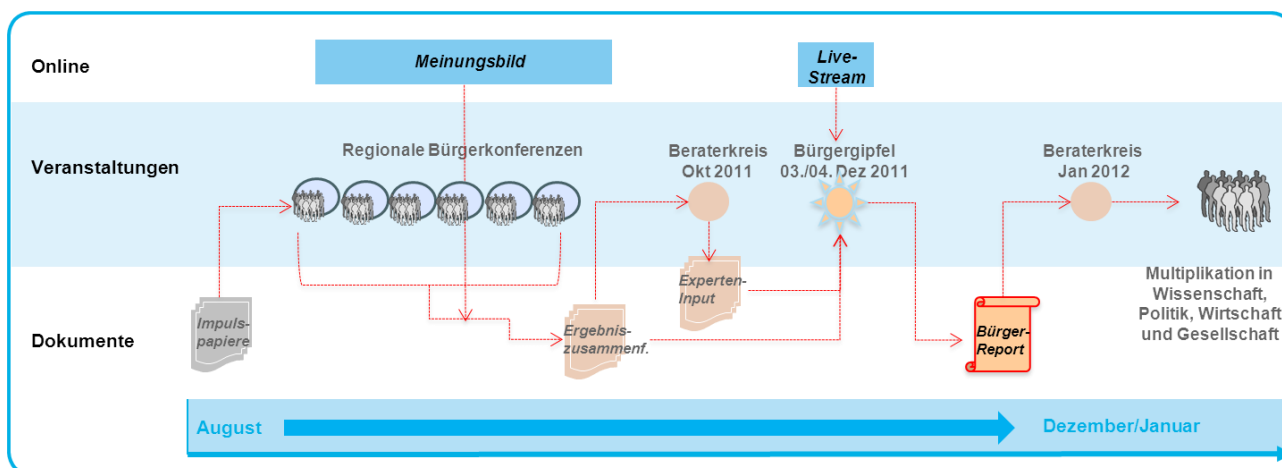 Online
Meinungsbild
Live-
Stream
Veranstaltungen
Regionale Bürgerkonferenzen
Beraterkreis
Okt 2011
Bürgergipfel
03./04. Dez 2011
Beraterkreis
Jan 2012
Dokumente
Impuls-
papiere
Ergebnis-
zusammenf.
Experten-
Input
Bürger-
Report
Multiplikation in
Wissenschaft,
Politik, Wirtschaft
und Gesellschaft
August
Dezember/Januar